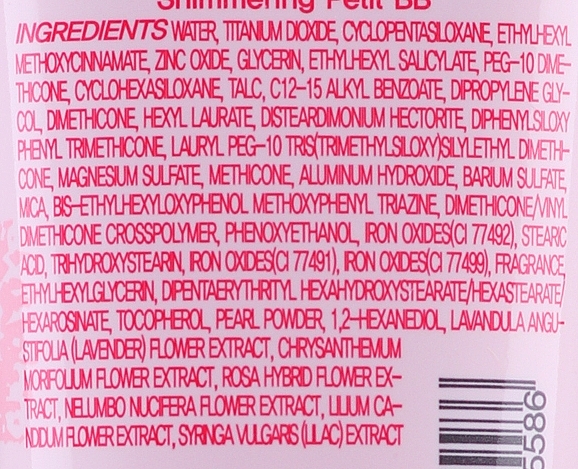 Shimmering Petit BB
INGREDIENTS WATER, TITANIUM DIOXIDE, CYCLOPENTASILOXANE, ETHYLHEXYL
METHOXYCINNAMATE, ZINC OXIDE, GLYCERIN, ETHYLHEXYL SALICYLATE, PEG-10 DIME-
THICONE, CYCLOHEXASILOXANE, TALC, C12-15 ALKYL BENZOATE, DIPROPYLENE GLY-
COL, DIMETHICONE, HEXYL LAURATE, DISTEARDIMONIUM HECTORITE, DIPHENYLSILOXY
PHENYL TRIMETHICONE, LAURYL PEG-10 TRIS(TRIMETHYLSILOXY)SILYLETHYL DIMETHI-
CONE, MAGNESIUM SULFATE, METHICONE, ALUMINUM HYDROXIDE, BARIUM SULFATE,
MICA, BIS-ETHYLHEXYLOXYPHENOL METHOXYPHENYL TRIAZINE, DIMETHICONE/VINYL
DIMETHICONE CROSSPOLYMER, PHENOXYETHANOL, IRON OXIDES(CI 77492), STEARIC
ACID, TRIHYDROXYSTEARIN, IRON OXIDES(CI 77491), IRON OXIDES(CI 77499), FRAGRANCE,
ETHYLHEXYLGLYCERIN, DIPENTAERYTHRITYL HEXAHYDROXYSTEARATE/HEXASTEARATE/
HEXAROSINATE, TOCOPHEROL, PEARL POWDER, 1,2-HEXANEDIOL, LAVANDULA ANGU-
STIFOLIA (LAVENDER) FLOWER EXTRACT, CHRYSANTHEMUM
MORIFOLIUM FLOWER EXTRACT, ROSA HYBRID FLOWER EX-
TRACT, NELUMBO NUCIFERA FLOWER EXTRACT, LILIUM CA-
NDIDUM FLOWER EXTRACT, SYRINGA VULGARIS (LILAC) EXTRACT
5586